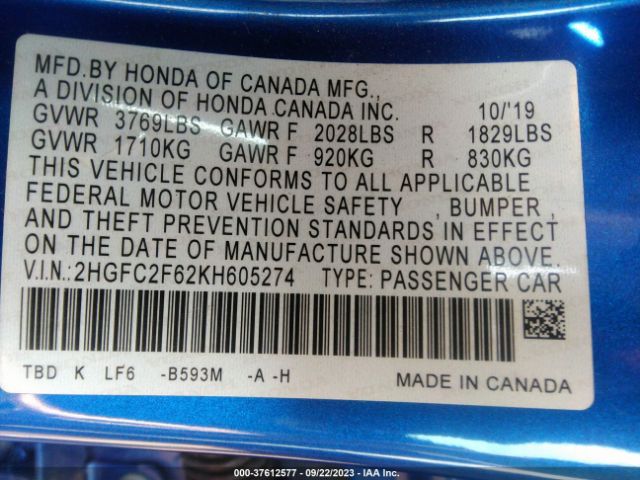 MFD.BY HONDA OF CANADA MFG.,
A DIVISION OF HONDA CANADA INC. 10/'19
GVWR 3769LBS GAWR F 2028LBS R 1829LBS
GVWR 1710KG GAWR F 920KG R 830KG
THIS VEHICLE CONFORMS TO ALL APPLICABLE
FEDERAL MOTOR VEHICLE SAFETY , BUMPER ,
AND THEFT PREVENTION STANDARDS IN EFFECT
ON THE DATE OF MANUFACTURE SHOWN ABOVE.
V.I.N.:2HGFC2F62KH605274 TYPE: PASSENGER CAR
TBD K LF6 -B593M -A -H MADE IN CANADA
000-37612577 - 09/22/2023 - IAA Inc.